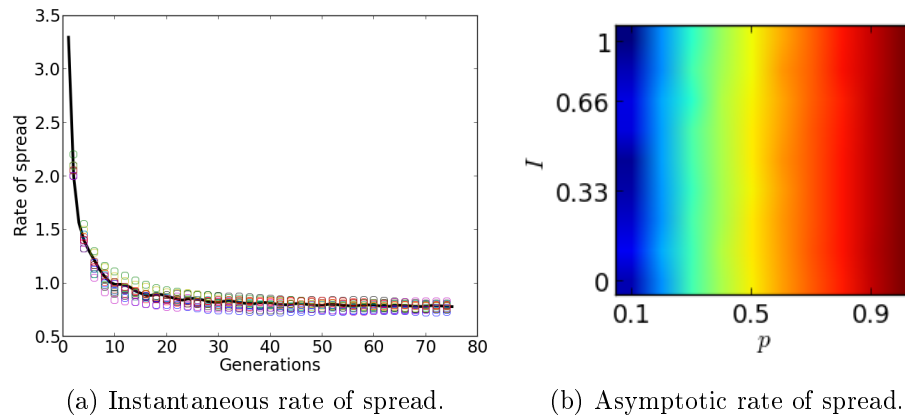 3.5
3.0
2.5
2.0
1.5
1.0
0.5
Rate of spread
0 10 20 30 40 50 60 70 80
Generations
(a) Instantaneous rate of spread.
1
0.66
0.33
0
I
0.1 0.5 0.9
p
(b) Asymptotic rate of spread.